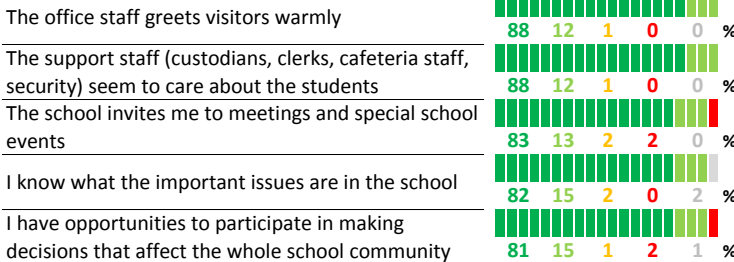 The office staff greets visitors warmly
88 12 1 0 0 %
The support staff (custodians, clerks, cafeteria staff,
security) seem to care about the students
88 12 1 0 0 %
The school invites me to meetings and special school
events
83 13 2 2 0 %
I know what the important issues are in the school
82 15 2 0 2 %
I have opportunities to participate in making
decisions that affect the whole school community
81 15 1 2 1 %